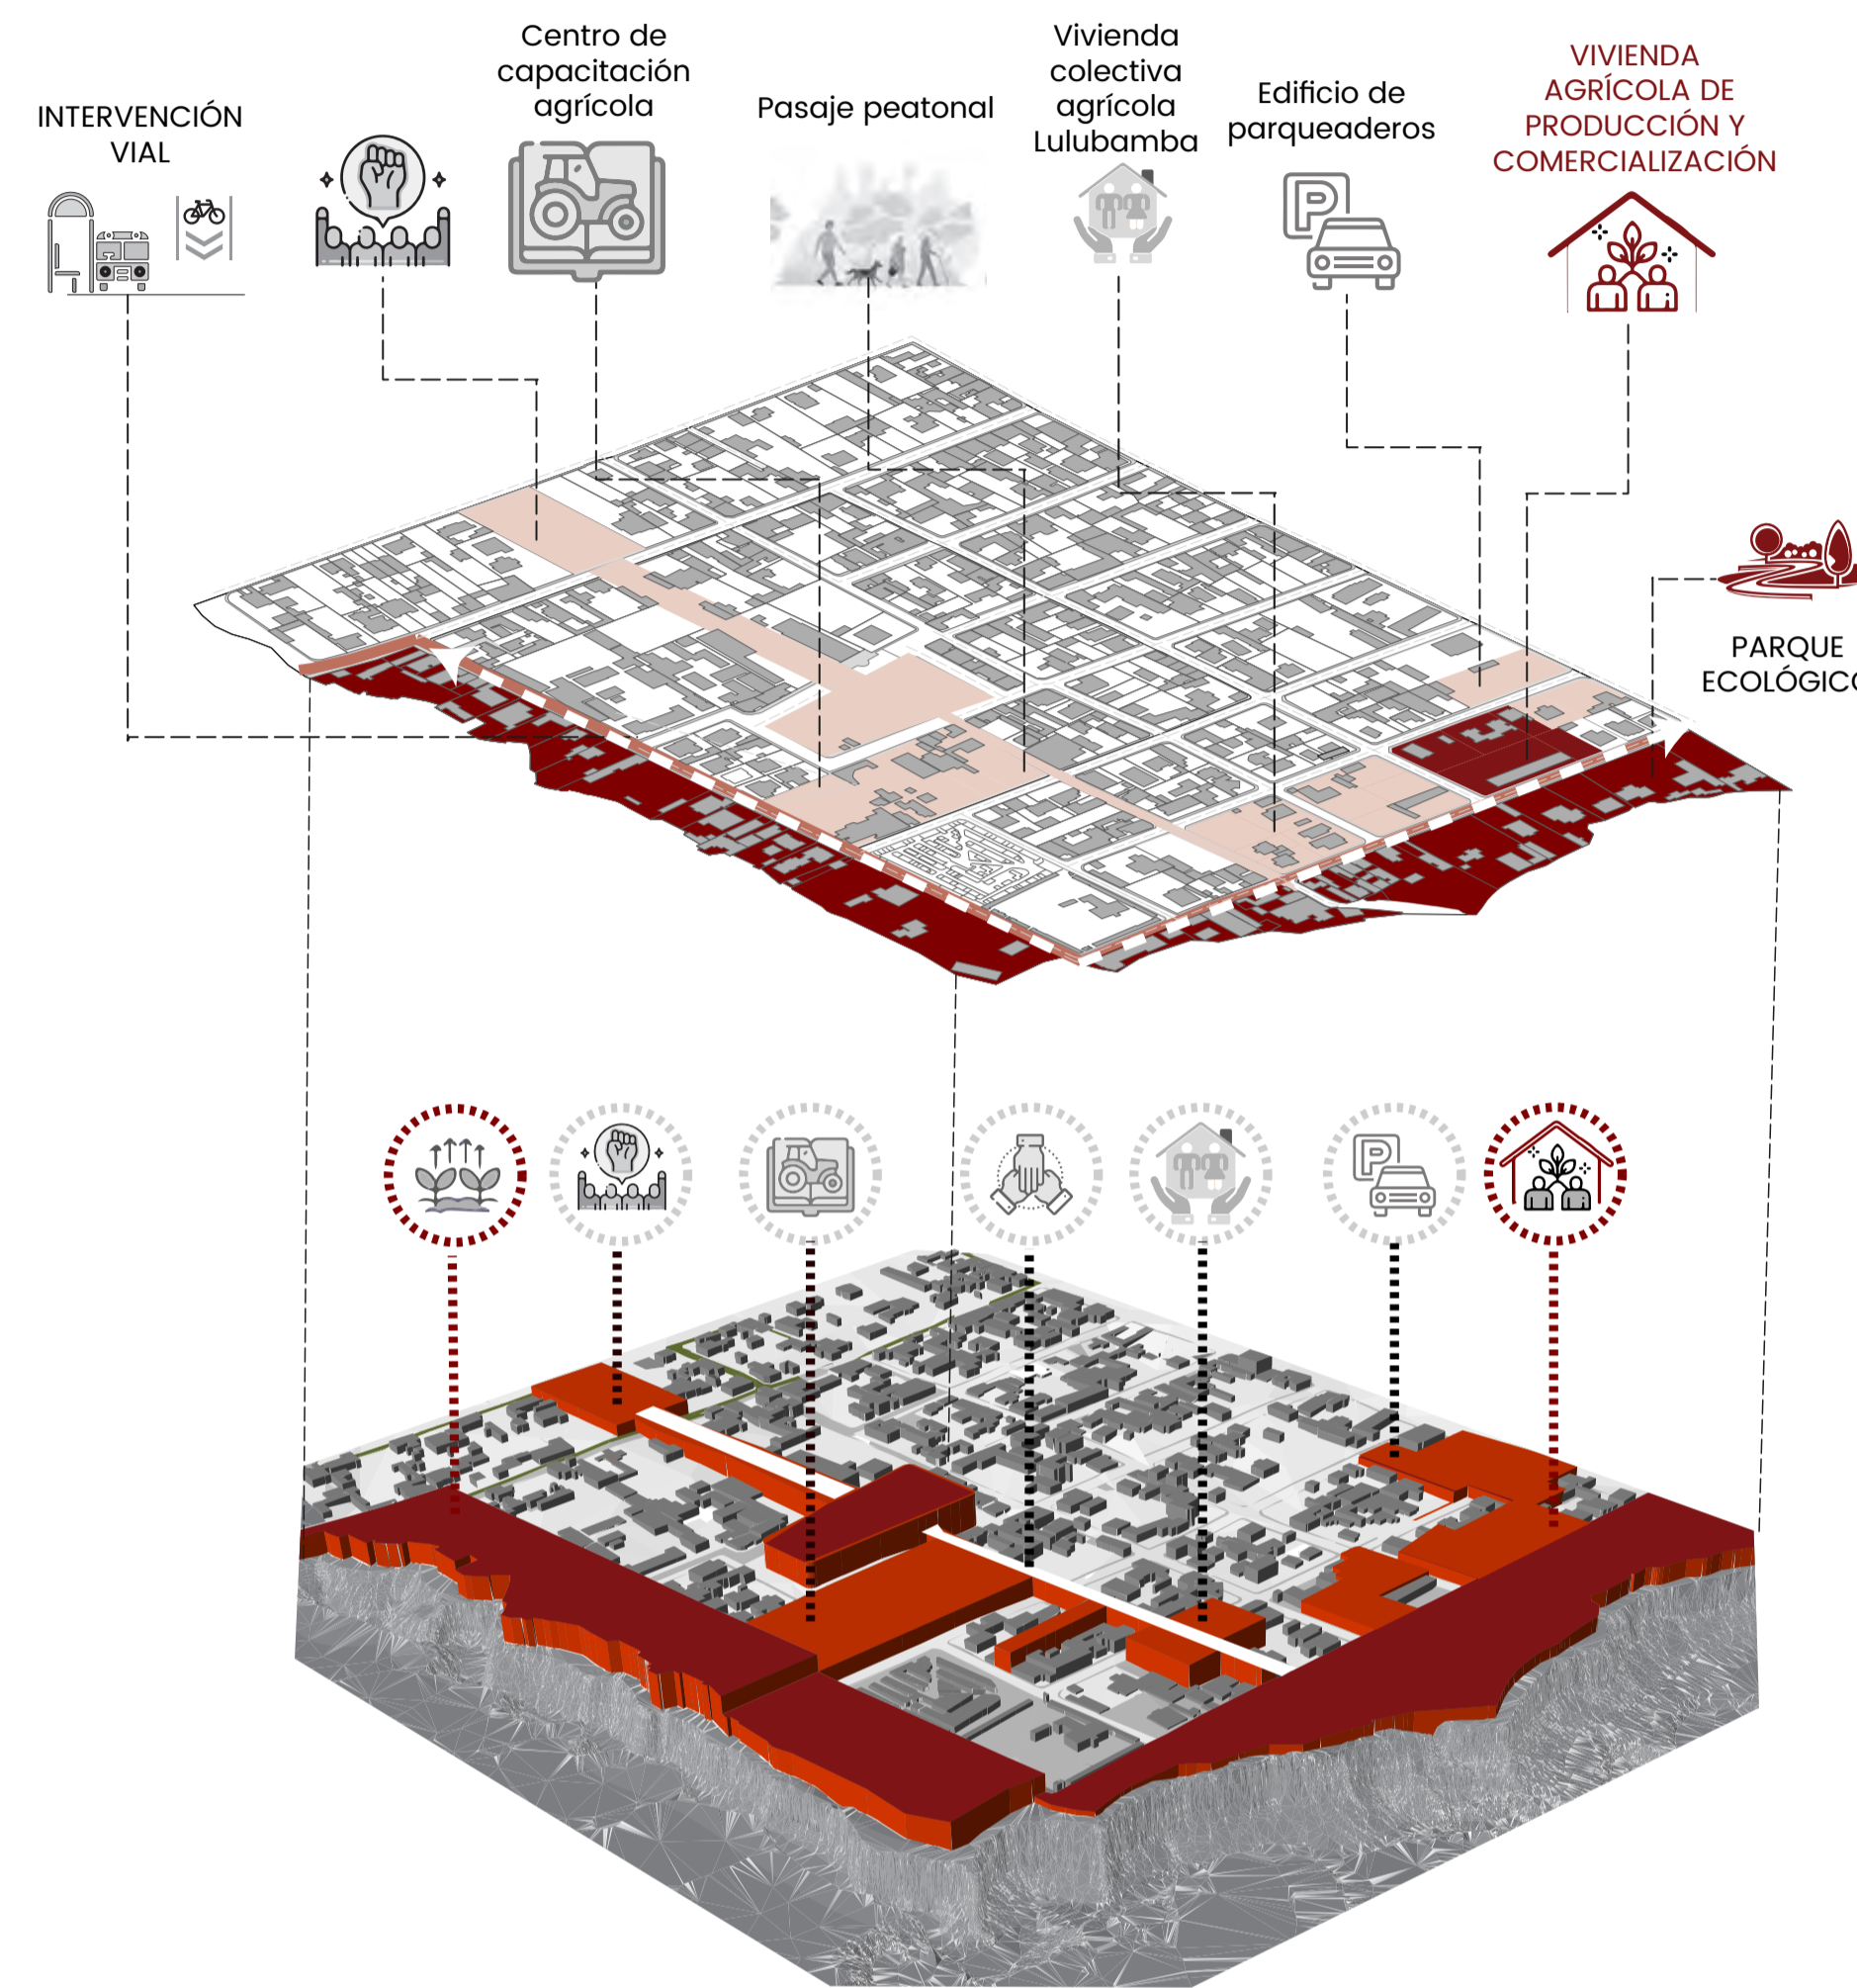 INTERVENCIÓN
VIAL
Centro de
capacitación
agrícola
Pasaje peatonal
Vivienda
colectiva
agrícola
Lulubamba
Edificio de
parqueaderos
VIVIENDA
AGRÍCOLA DE
PRODUCCIÓN Y
COMERCIALIZACIÓN
P
PARQUE
ECOLÓGICO
P